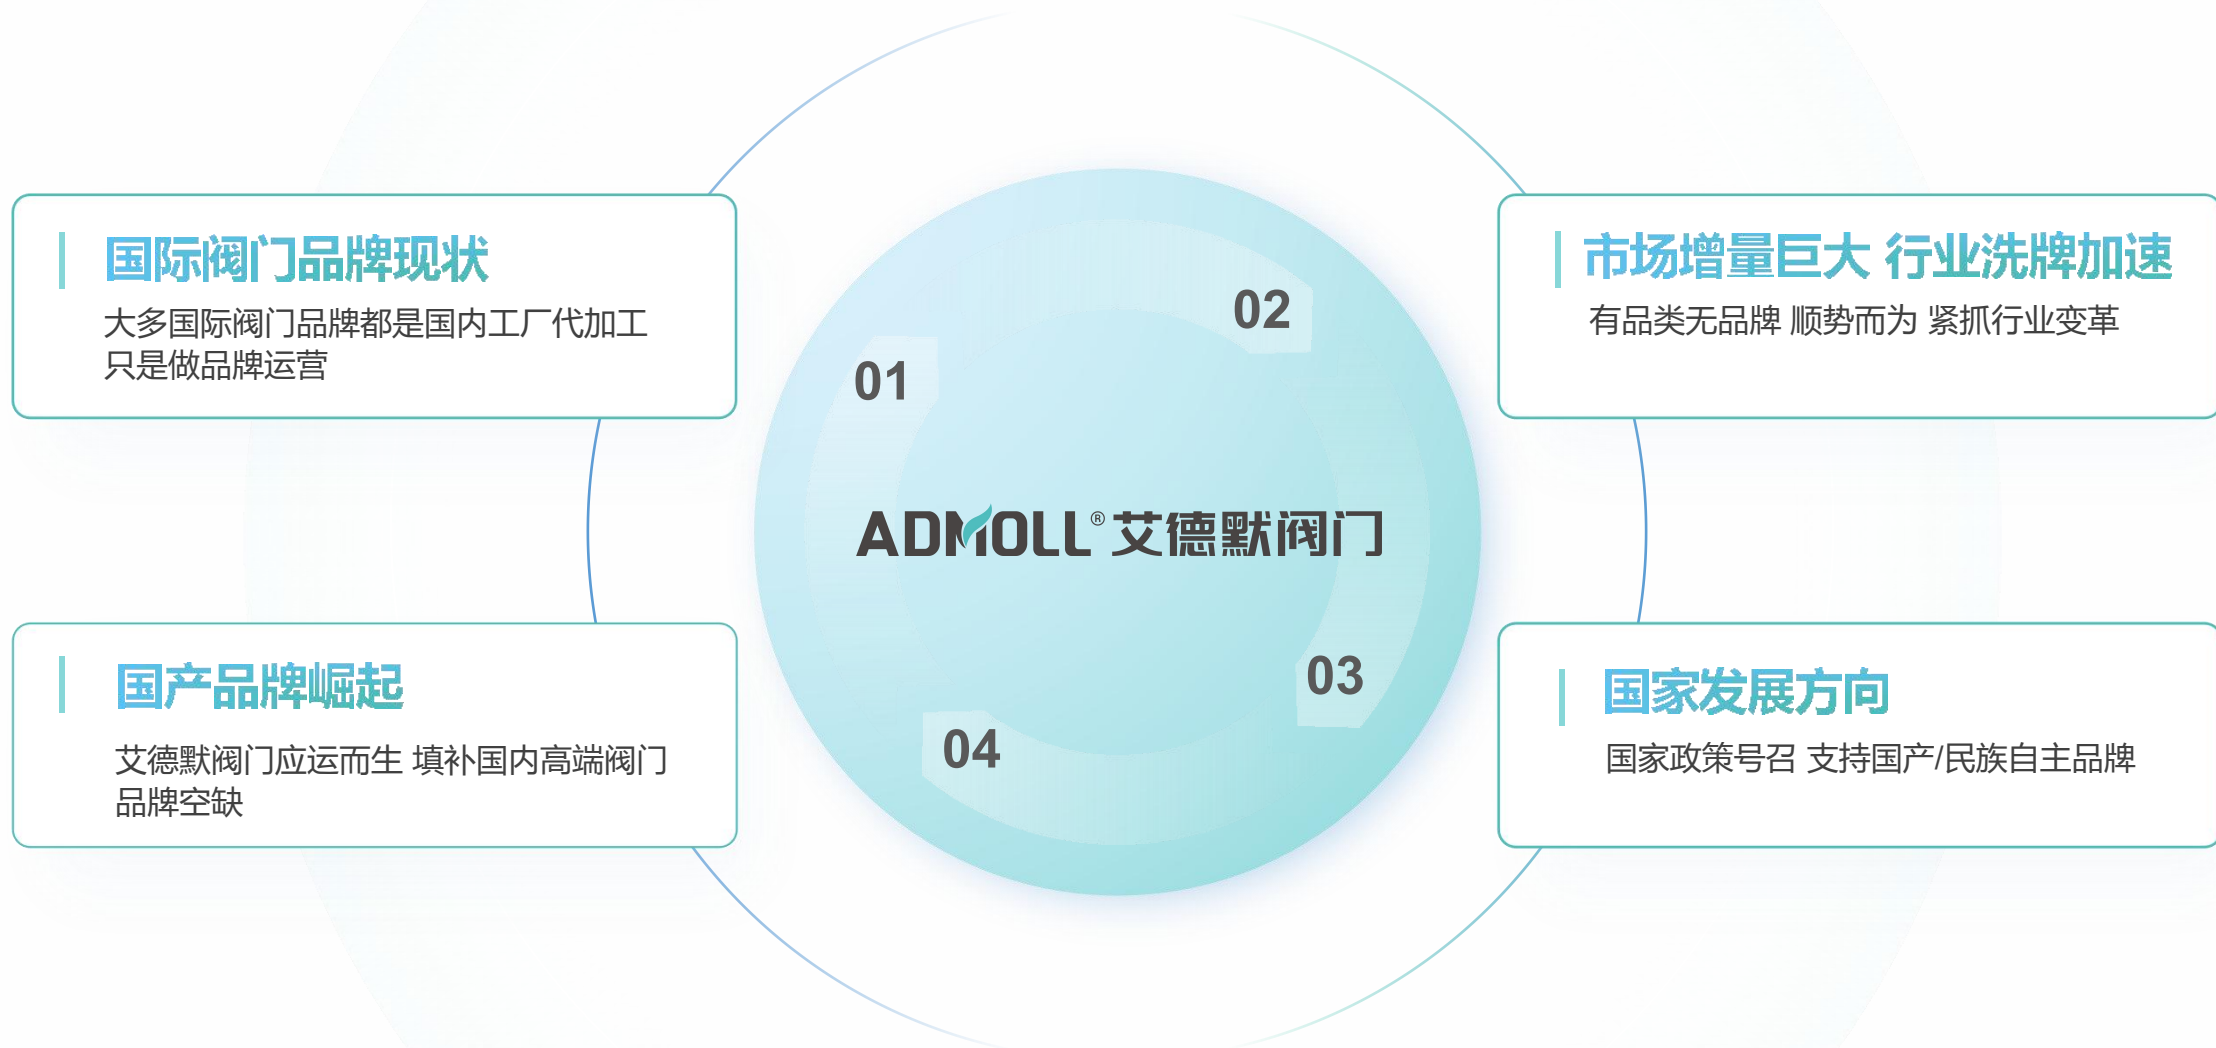 国际阀门品牌现状
大多国际阀门品牌都是国内工厂代加工
只是做品牌运营
市场增量巨大 行业洗牌加速
有品类无品牌 顺势而为 紧抓行业变革
01
02
ADMOLL®艾德默阀门
03
04
国产品牌崛起
艾德默阀门应运而生 填补国内高端阀门
品牌空缺
国家发展方向
国家政策号召 支持国产/民族自主品牌